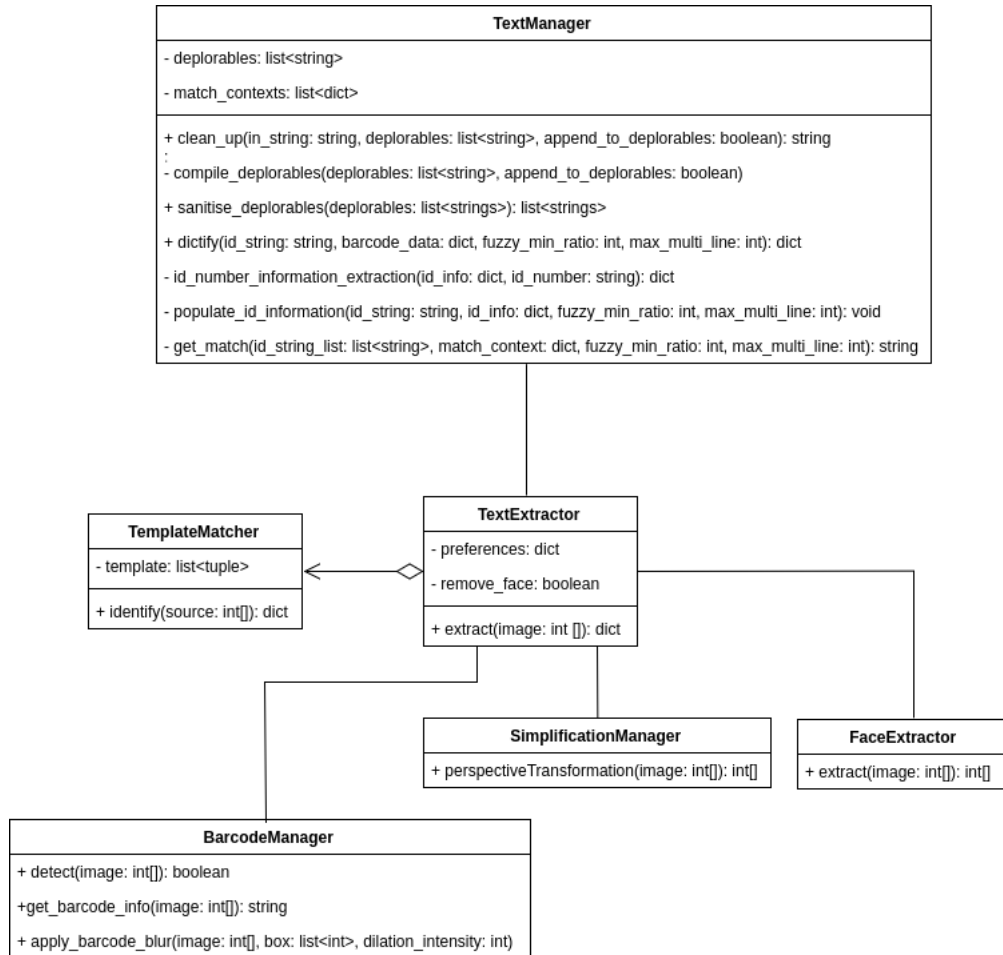 TextManager
- deplorables: list<string>
- match_contexts: list<dict>
+ clean_up(in_string: string, deplorables: list<string>, append_to_deplorables: boolean): string
:
- compile_deplorables(deplorables: list<string>, append_to_deplorables: boolean)
+ sanitise_deplorables(deplorables: list<strings>): list<strings>
+ dictify(id_string: string, barcode_data: dict, fuzzy_min_ratio: int, max_multi_line: int): dict
- id_number_information_extraction(id_info: dict, id_number: string): dict
- populate_id_information(id_string: string, id_info: dict, fuzzy_min_ratio: int, max_multi_line: int): void
- get_match(id_string_list: list<string>, match_context: dict, fuzzy_min_ratio: int, max_multi_line: int): string
TemplateMatcher
- template: list<tuple>
+ identify(source: int[]): dict
TextExtractor
- preferences: dict
- remove_face: boolean
+ extract(image: int []): dict
SimplificationManager
+ perspectiveTransformation(image: int[]): int[]
FaceExtractor
+ extract(image: int[]): int[]
BarcodeManager
+ detect(image: int[]): boolean
+get_barcode_info(image: int[]): string
+ apply_barcode_blur(image: int[], box: list<int>, dilation_intensity: int)